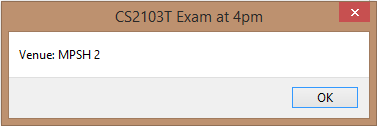 CS2103T Exam at 4pm
Venue: MPSH 2
OK